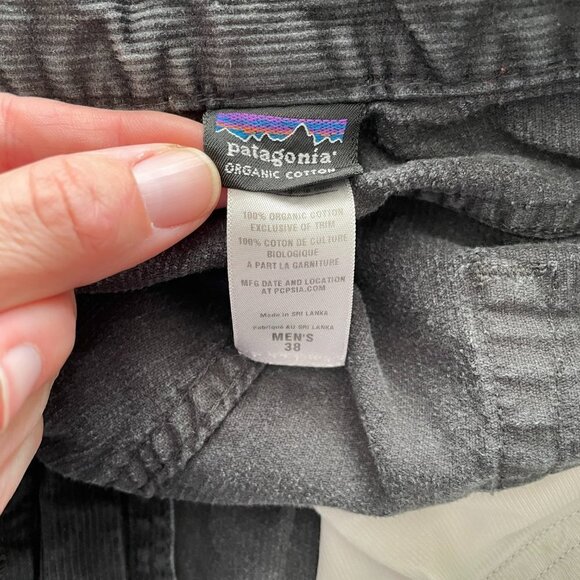 patagonia®
ORGANIC COTTON
100% ORGANIC COTTON
EXCLUSIVE OF TRIM
100% COTON DE CULTURE
BIOLOGIQUE
A PART LA GARNITURE
MFG DATE AND LOCATION
AT PCPSIA.COM
Made in SRI LANKA
Fabriqué AU SRI LANKA
MEN'S
38